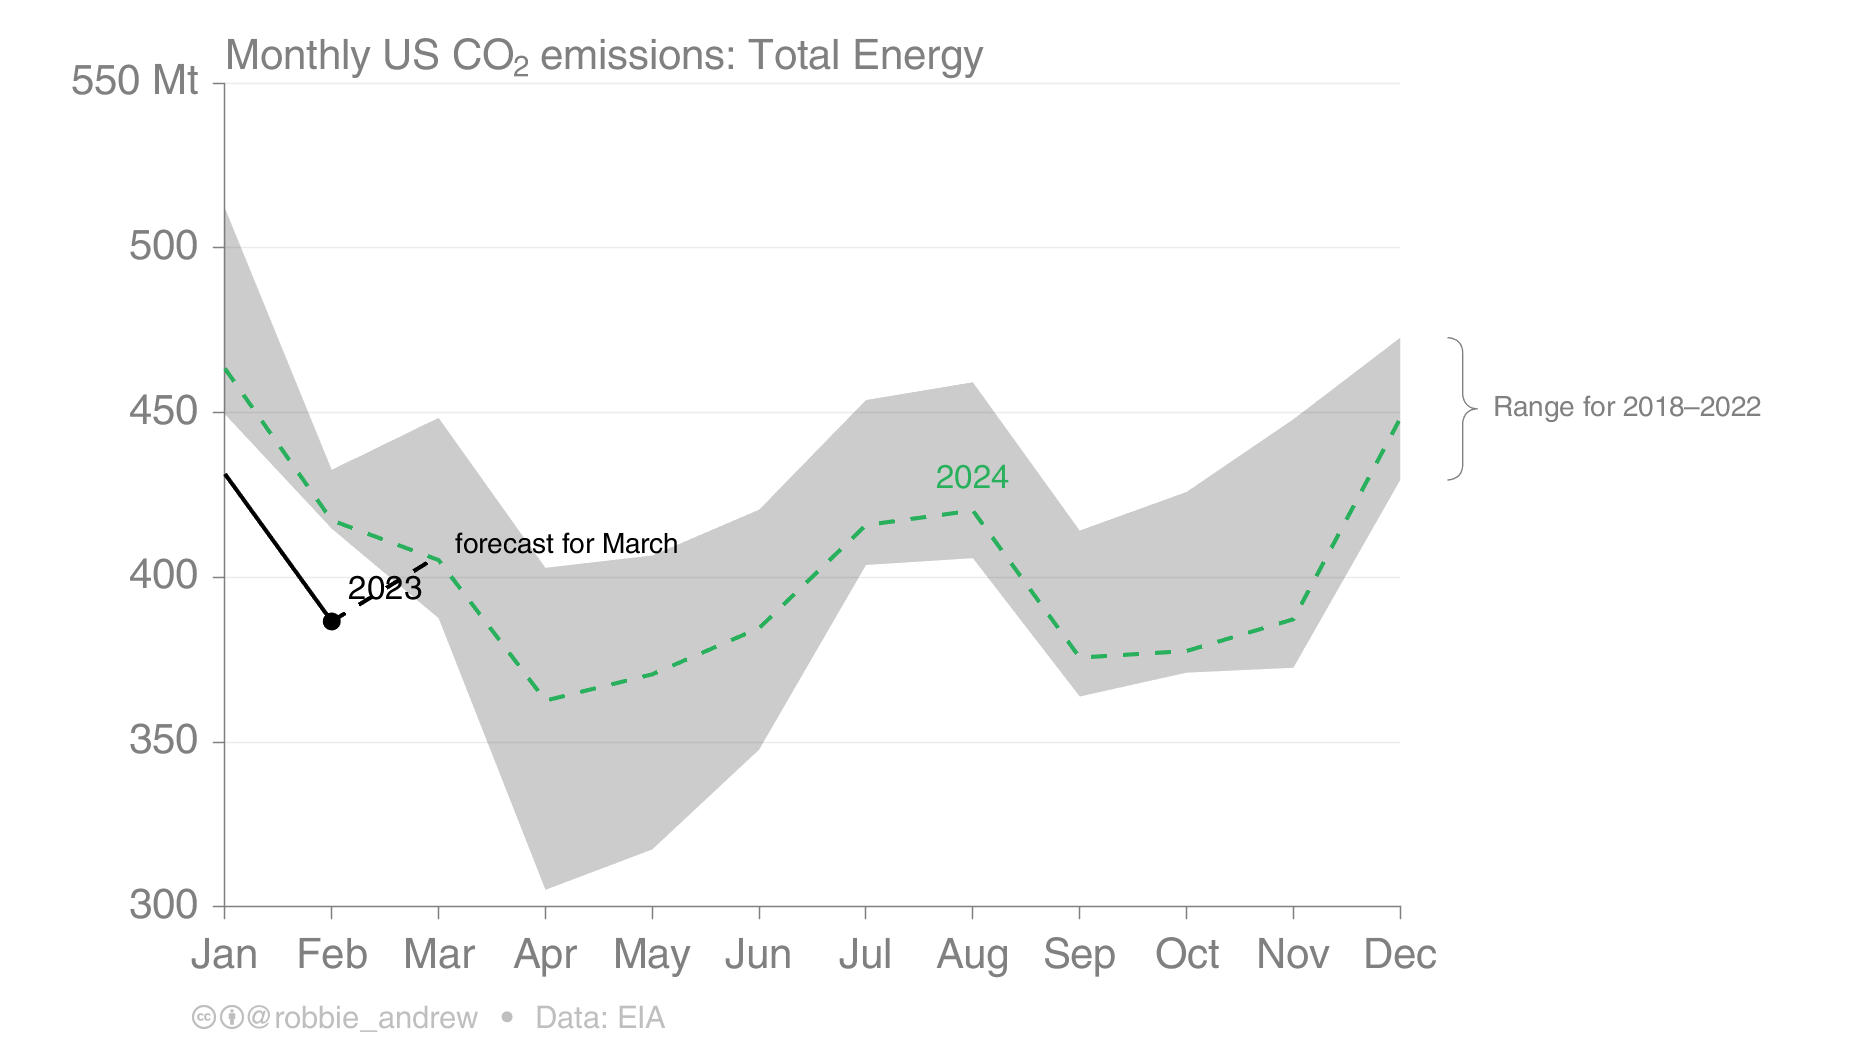 Monthly US CO₂ emissions: Total Energy
550 Mt
500
450
400
350
300
Range for 2018–2022
2024
forecast for March
2023
Jan Feb Mar Apr May Jun Jul Aug Sep Oct Nov Dec
cc @robbie_andrew • Data: EIA